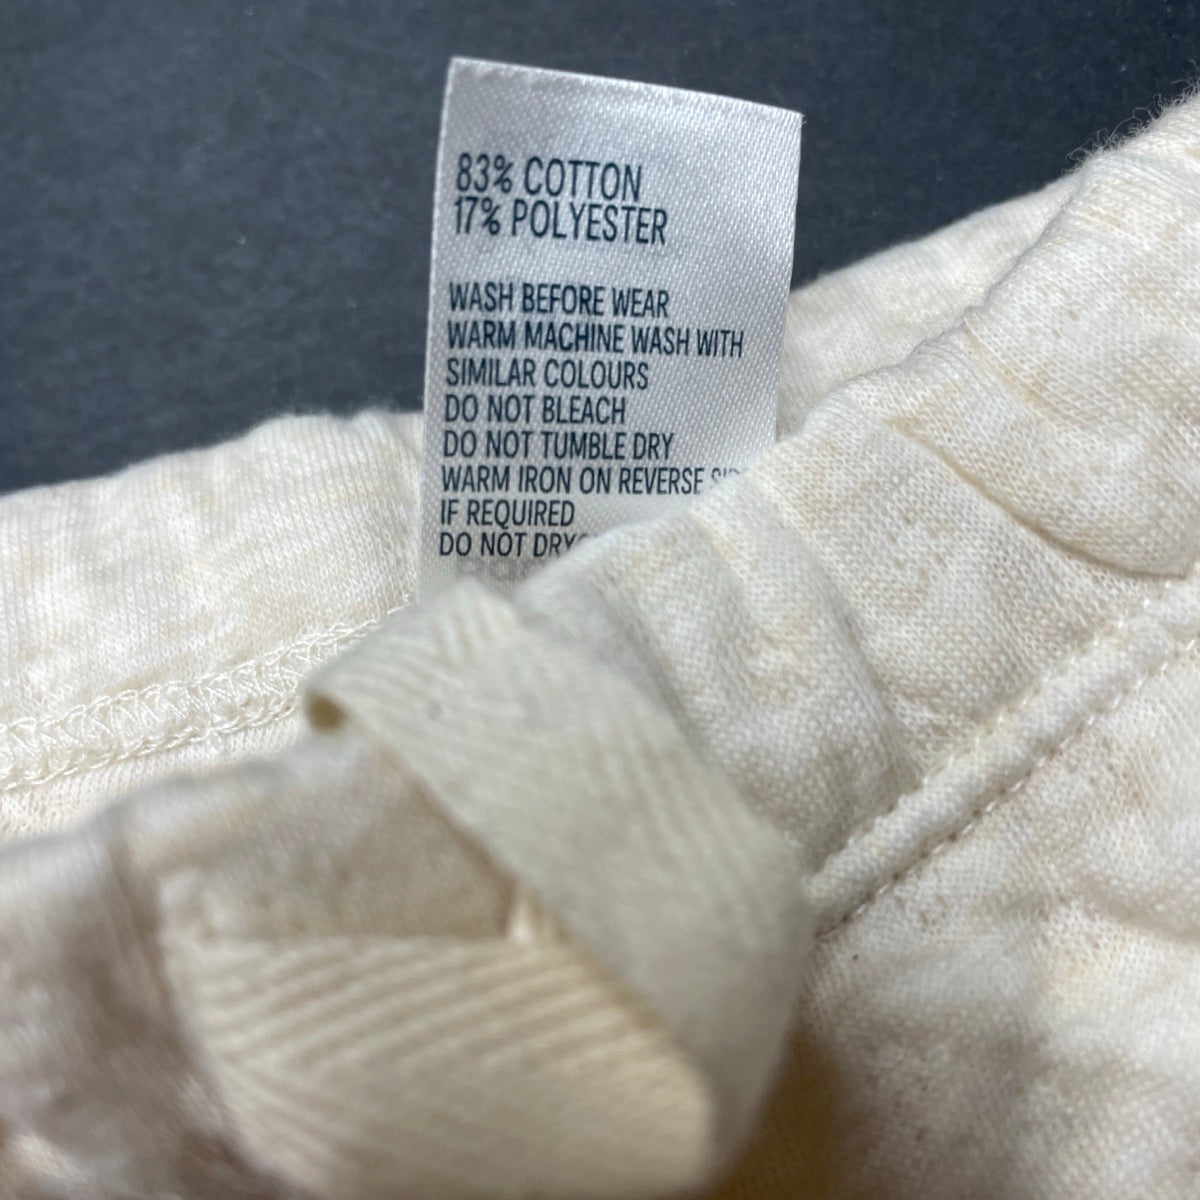 83% COTTON
17% POLYESTER
WASH BEFORE WEAR
WARM MACHINE WASH WITH
SIMILAR COLOURS
DO NOT BLEACH
DO NOT TUMBLE DRY
WARM IRON ON REVERSE
IF REQUIRED
DO NOT